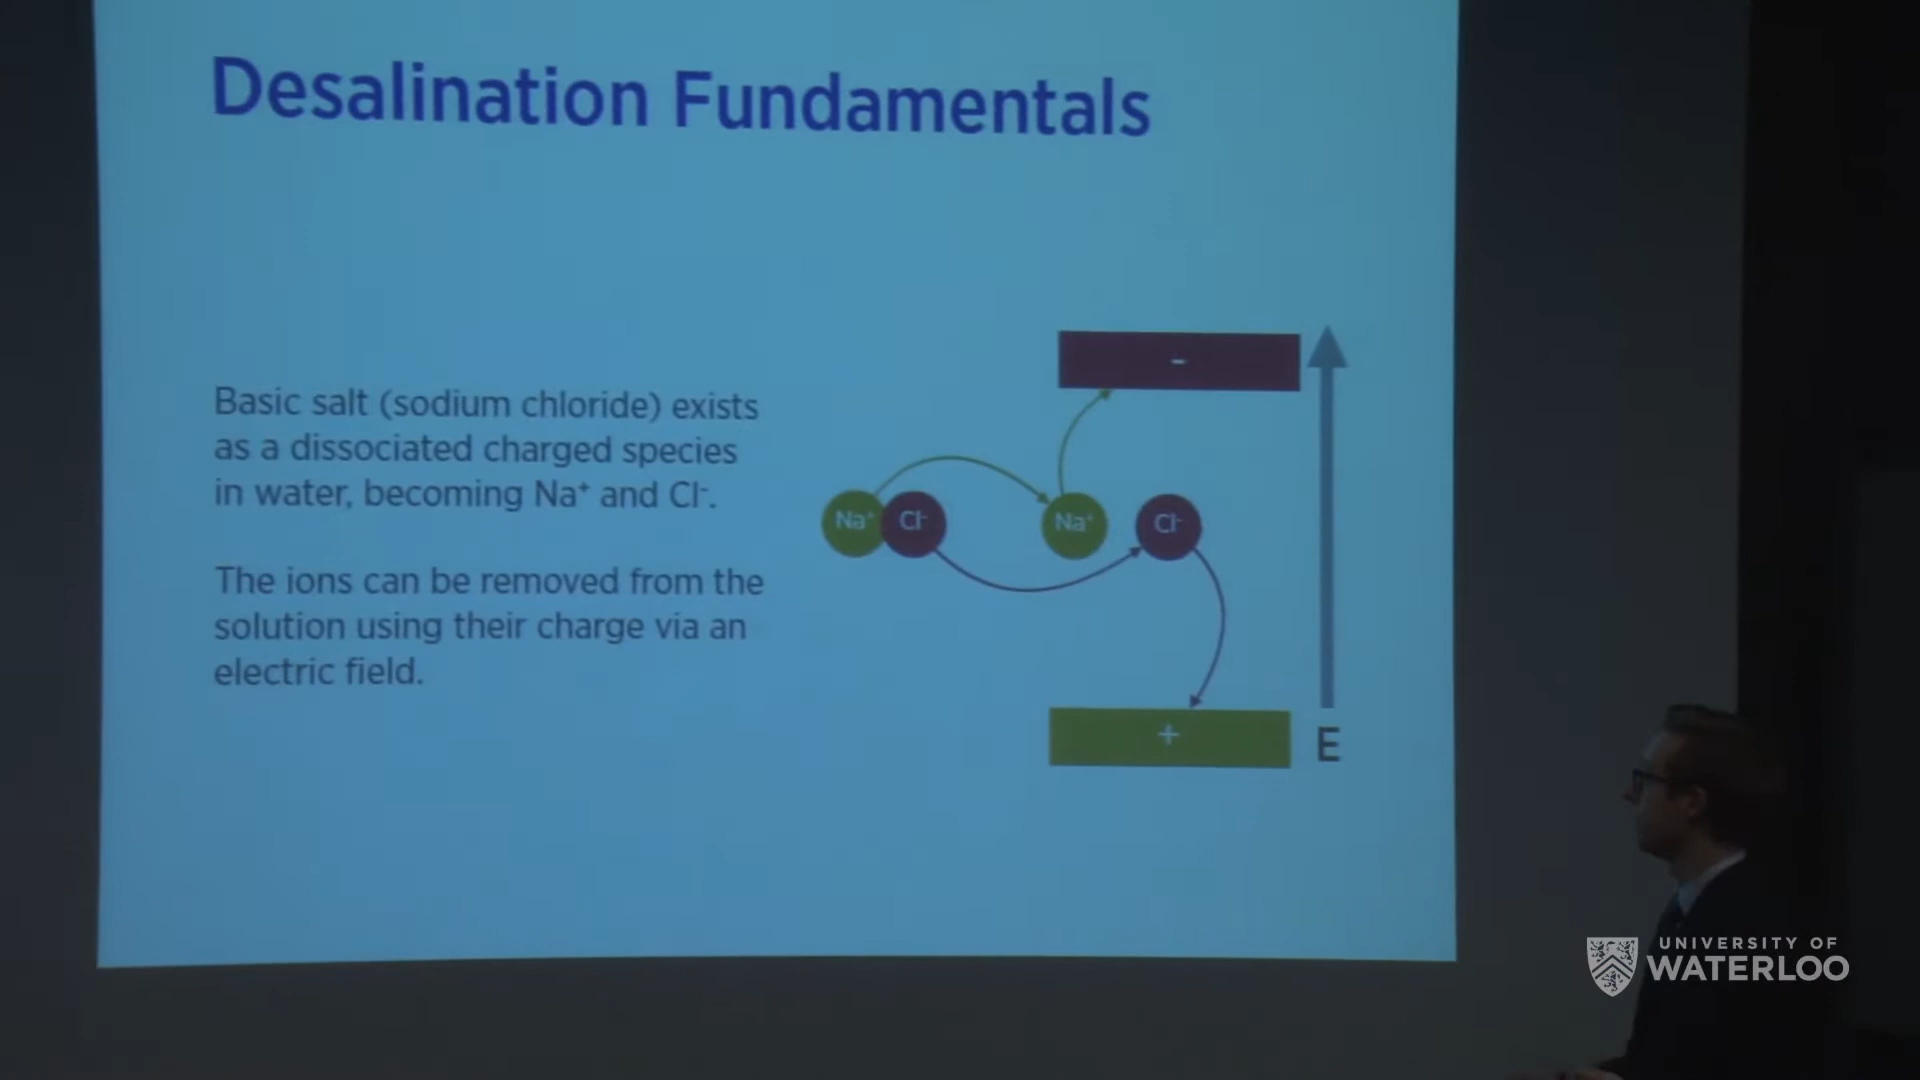 Desalination Fundamentals
Basic salt (sodium chloride) exists
as a dissociated charged species
in water, becoming Na⁺ and Cl⁻.
The ions can be removed from the
solution using their charge via an
electric field.
-
Na⁺ Cl⁻ Na⁺ Cl⁻
+
E
UNIVERSITY OF
WATERLOO